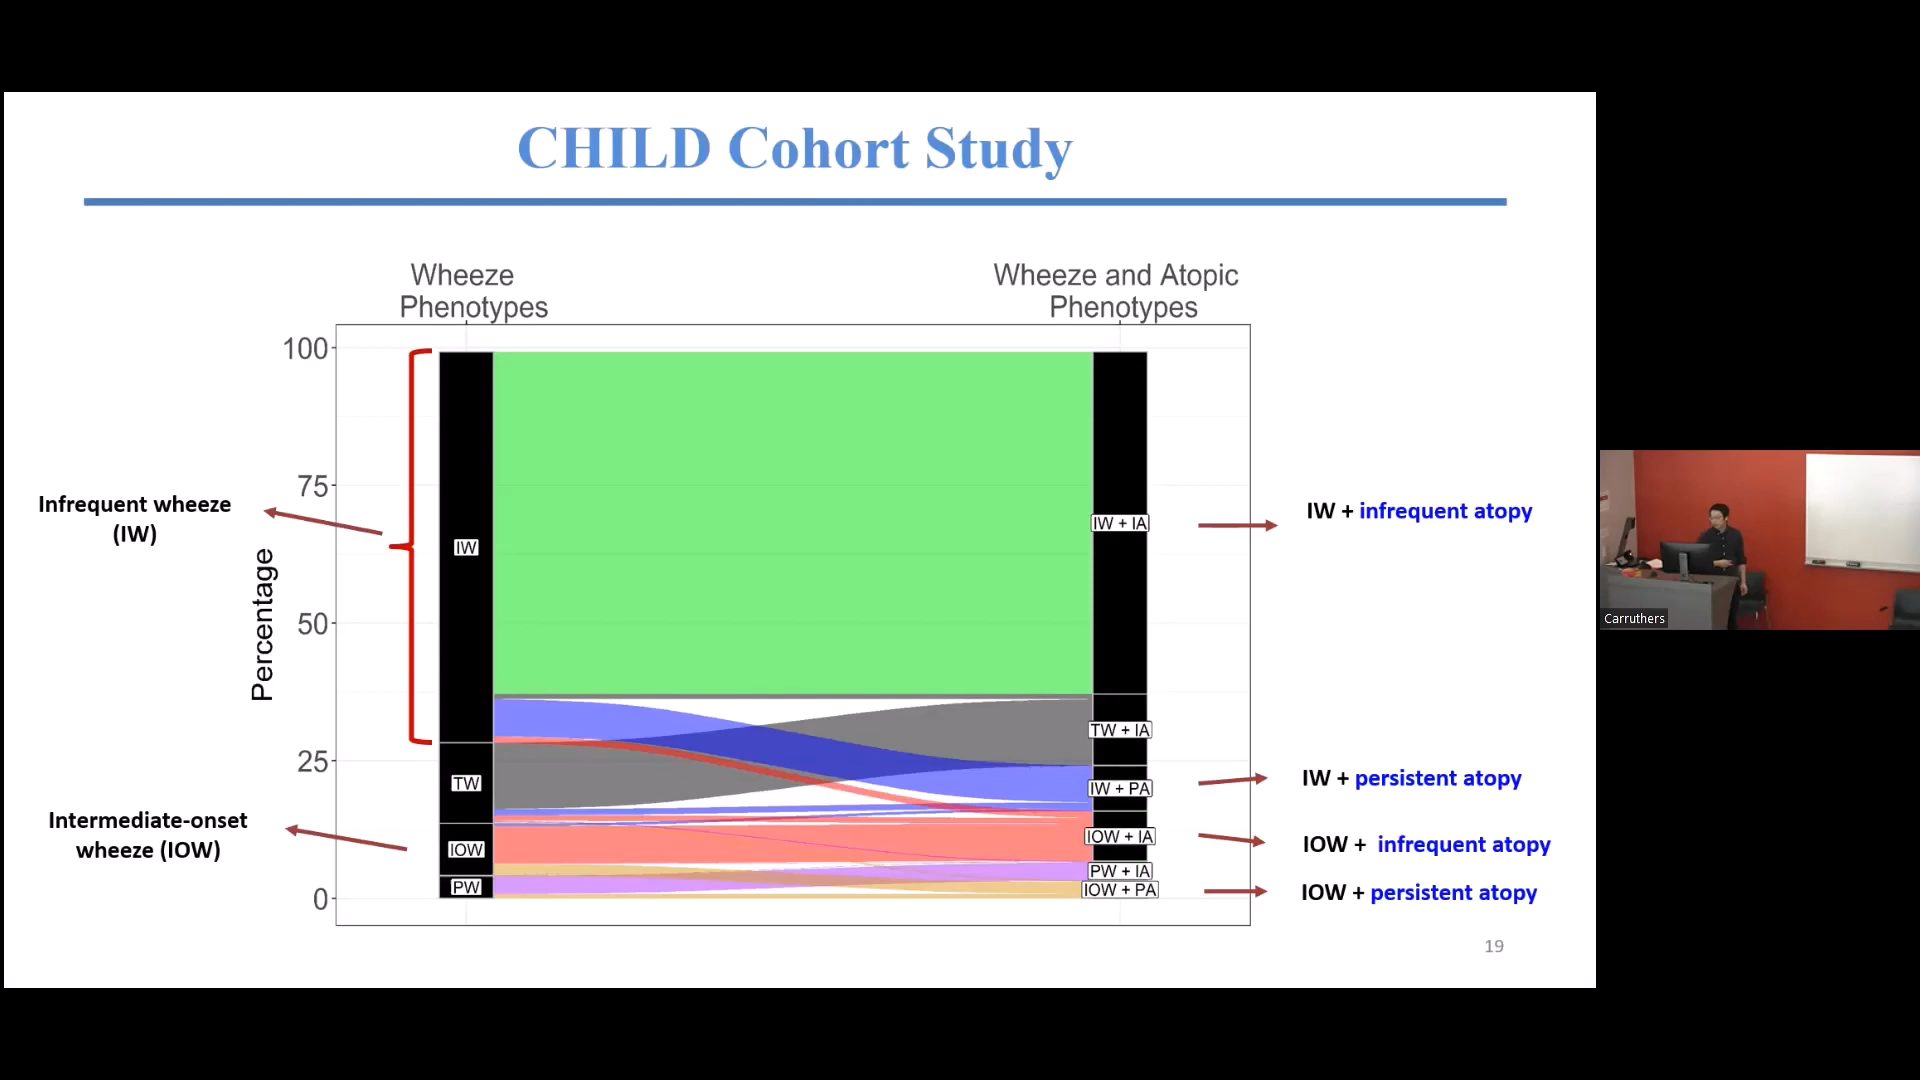 CHILD Cohort Study
Wheeze
Phenotypes
Wheeze and Atopic
Phenotypes
100
75
50
25
0
Percentage
Infrequent wheeze
(IW)
Intermediate-onset
wheeze (IOW)
IW
TW
IOW
PW
IW + IA
TW + IA
IW + PA
IOW + IA
PW + IA
IOW + PA
IW + infrequent atopy
IW + persistent atopy
IOW + infrequent atopy
IOW + persistent atopy
19
Carruthers